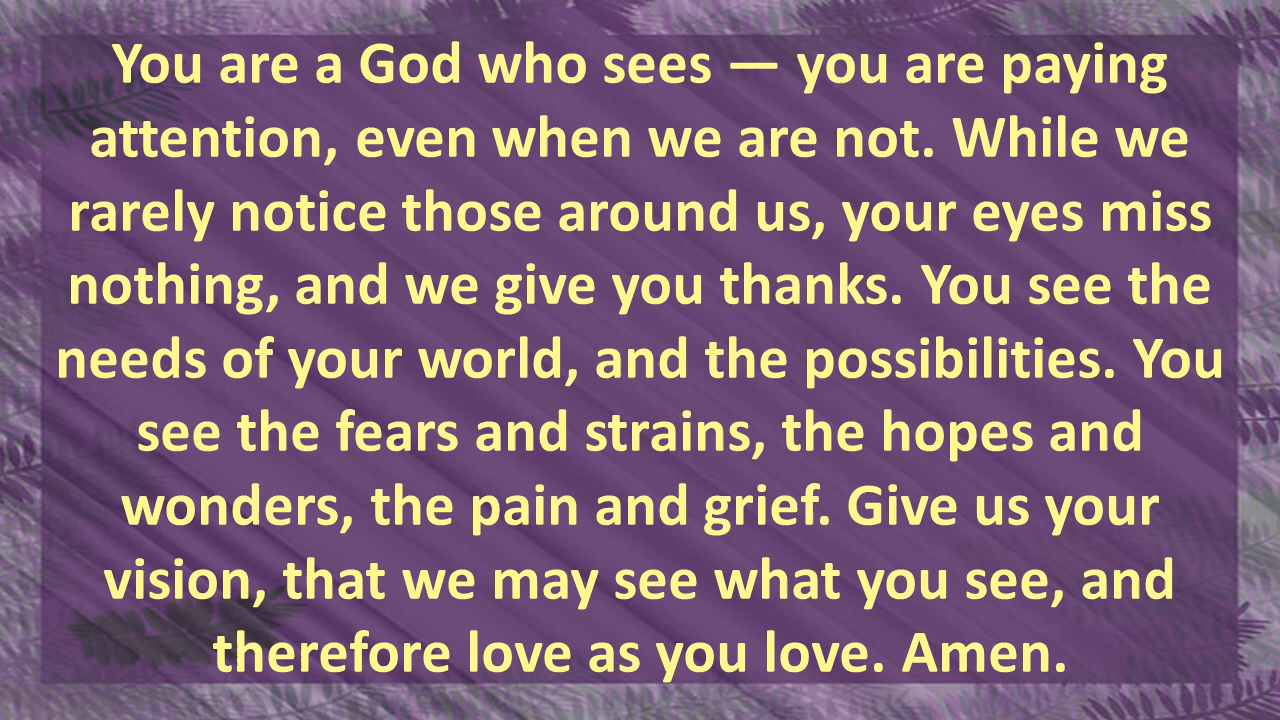 You are a God who sees — you are paying
attention, even when we are not. While we
rarely notice those around us, your eyes miss
nothing, and we give you thanks. You see the
needs of your world, and the possibilities. You
see the fears and strains, the hopes and
wonders, the pain and grief. Give us your
vision, that we may see what you see, and
therefore love as you love. Amen.